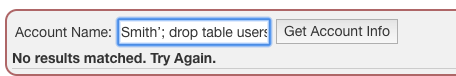 Account Name: Smith’; drop table users Get Account Info
No results matched. Try Again.